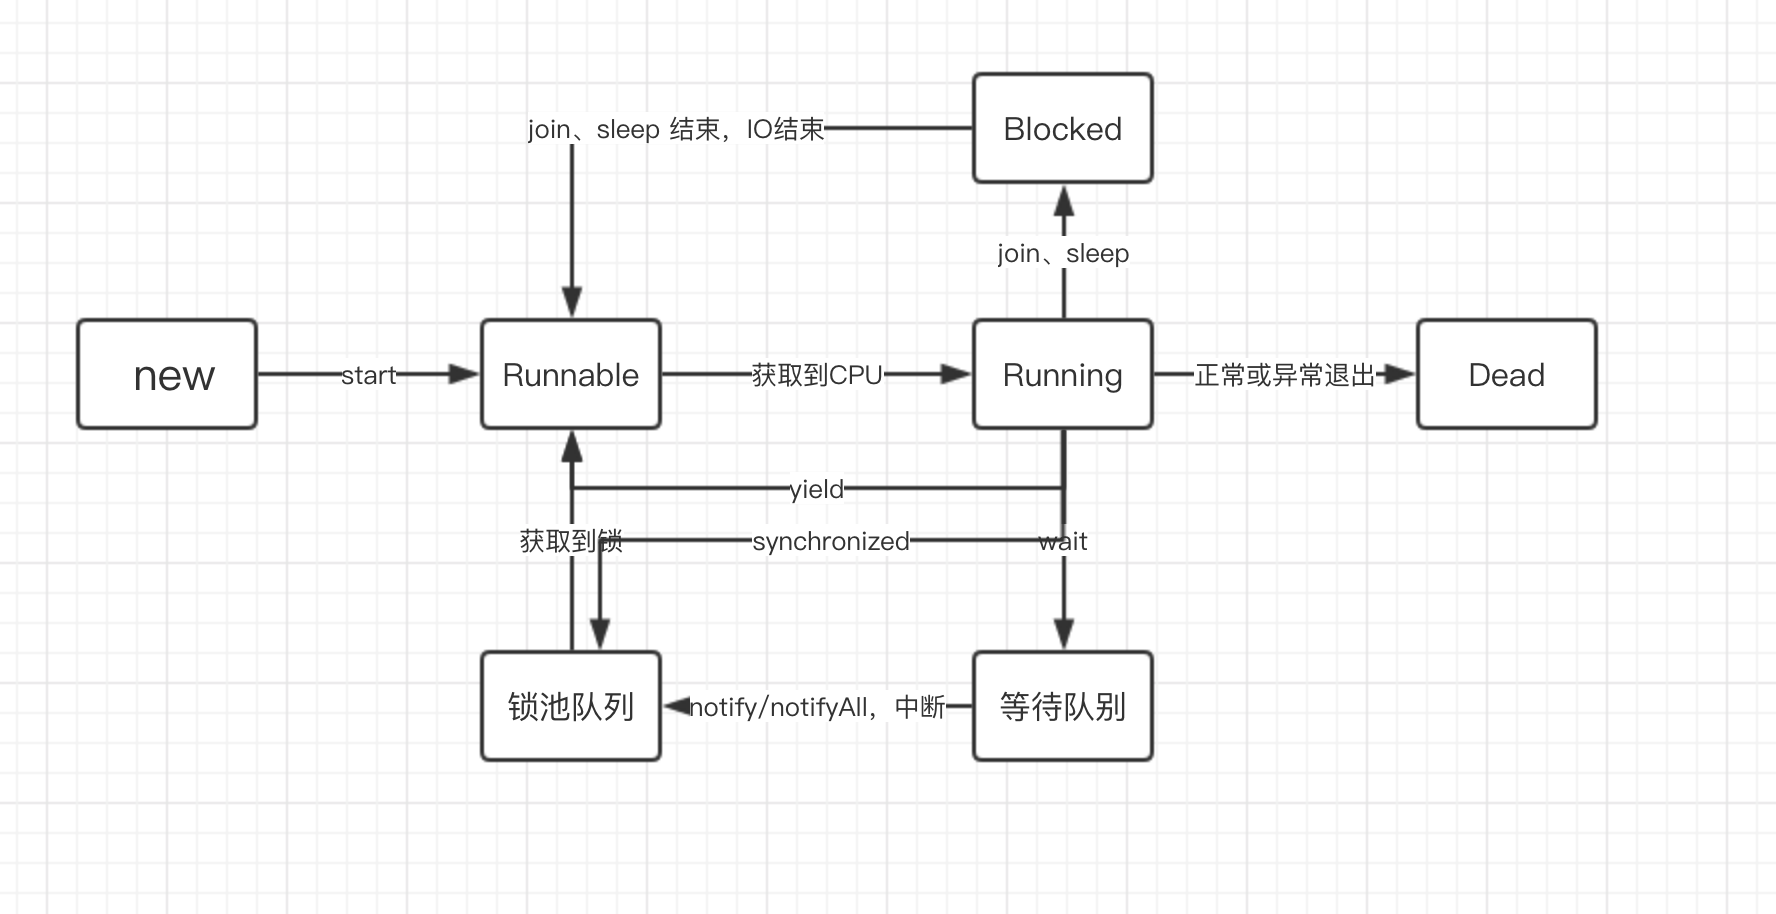 Blocked
join、sleep 结束，IO结束
join、sleep
new
start
Runnable
获取到CPU
Running
正常或异常退出
Dead
yield
获取到锁
synchronized
wait
锁池队列
notify/notifyAll，中断
等待队别